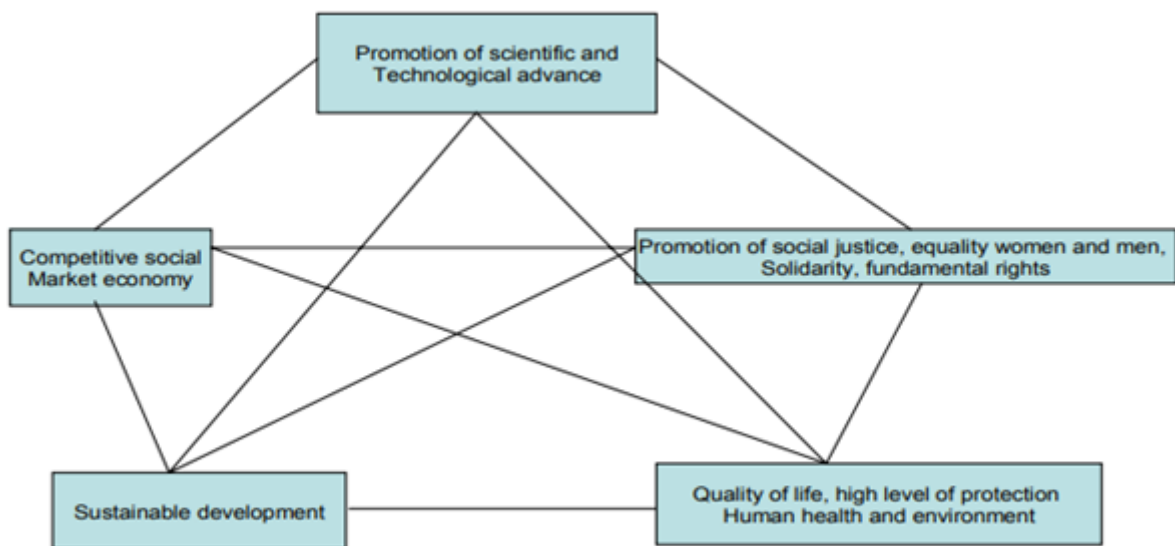 Promotion of scientific and
Technological advance
Competitive social
Market economy
Promotion of social justice, equality women and men,
Solidarity, fundamental rights
Sustainable development
Quality of life, high level of protection
Human health and environment